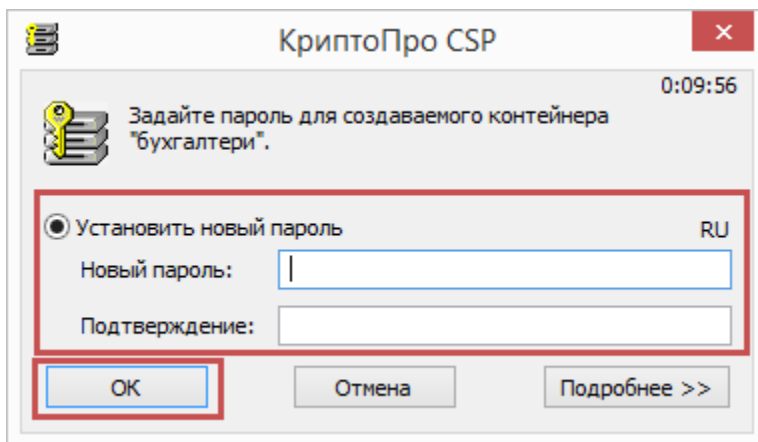 КриптоПро CSP
0:09:56
Задайте пароль для создаваемого контейнера
"бухгалтери".
Установить новый пароль
RU
Новый пароль:
Подтверждение:
ОК
Отмена
Подробнее >>